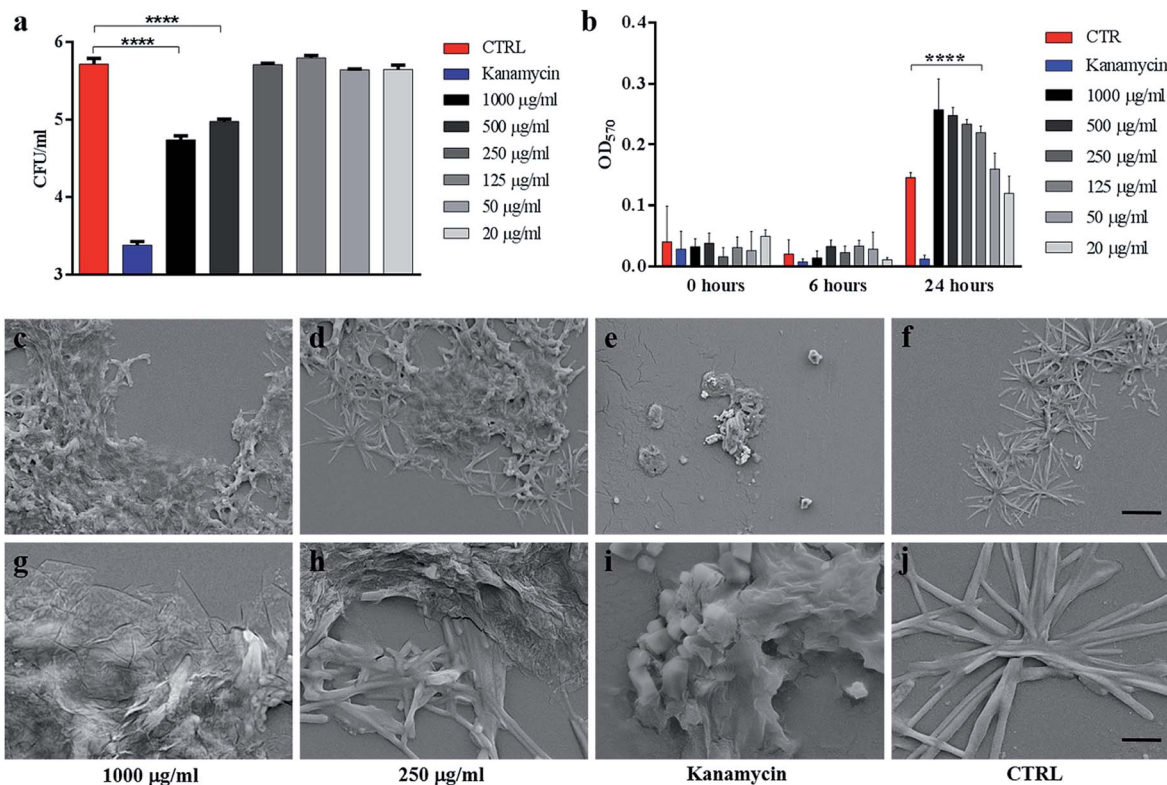 a
CFU/ml
6
5
4
3
****
****
CTRL
Kanamycin
1000 µg/ml
500 µg/ml
250 µg/ml
125 µg/ml
50 µg/ml
20 µg/ml
b
OD570
0.4
0.3
0.2
0.1
0.0
****
0 hours
6 hours
24 hours
CTR
Kanamycin
1000 µg/ml
500 µg/ml
250 µg/ml
125 µg/ml
50 µg/ml
20 µg/ml
c
d
e
f
g
h
i
j
1000 µg/ml
250 µg/ml
Kanamycin
CTRL